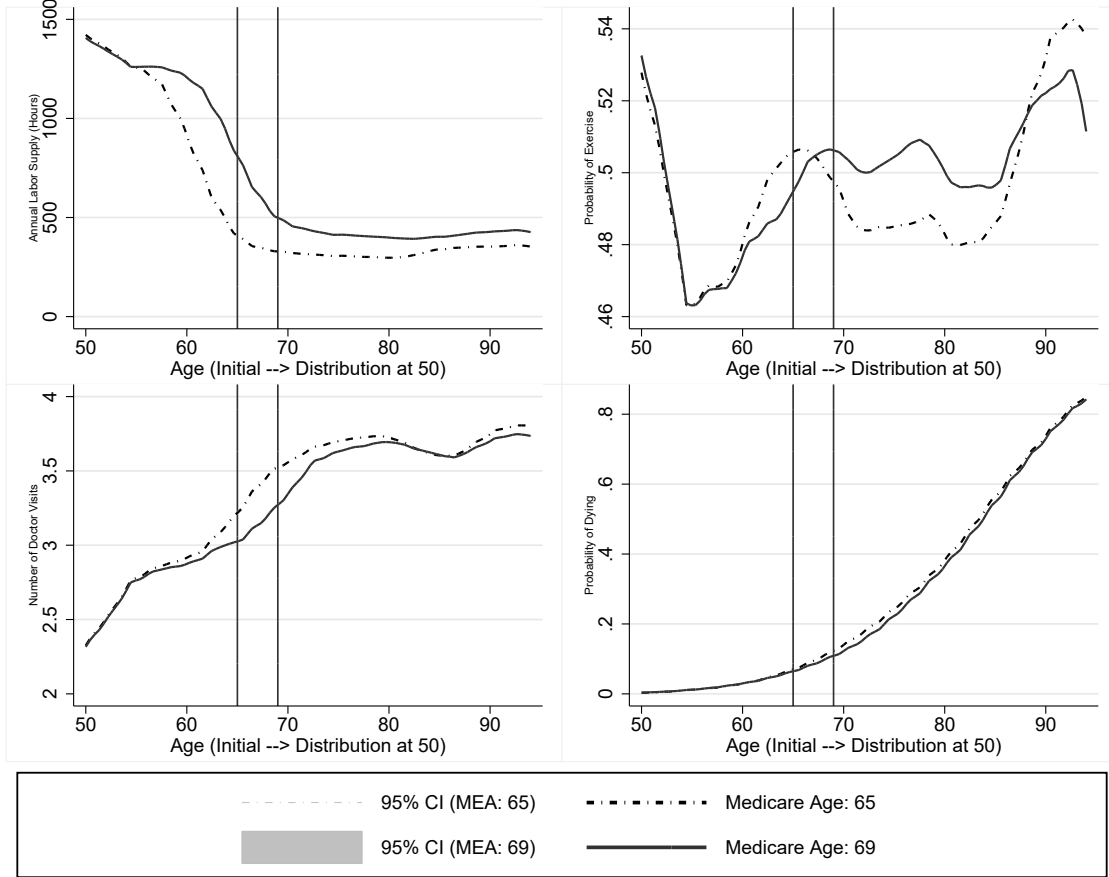 Annual Labor Supply (Hours)
1500
1000
500
0
50 60 70 80 90
Age (Initial --> Distribution at 50)
Probability of Exercise
.54
.52
.5
.48
.46
50 60 70 80 90
Age (Initial --> Distribution at 50)
Number of Doctor Visits
4
3.5
3
2.5
2
50 60 70 80 90
Age (Initial --> Distribution at 50)
Probability of Dying
.8
.6
.4
.2
0
50 60 70 80 90
Age (Initial --> Distribution at 50)
95% CI (MEA: 65) Medicare Age: 65
95% CI (MEA: 69) Medicare Age: 69